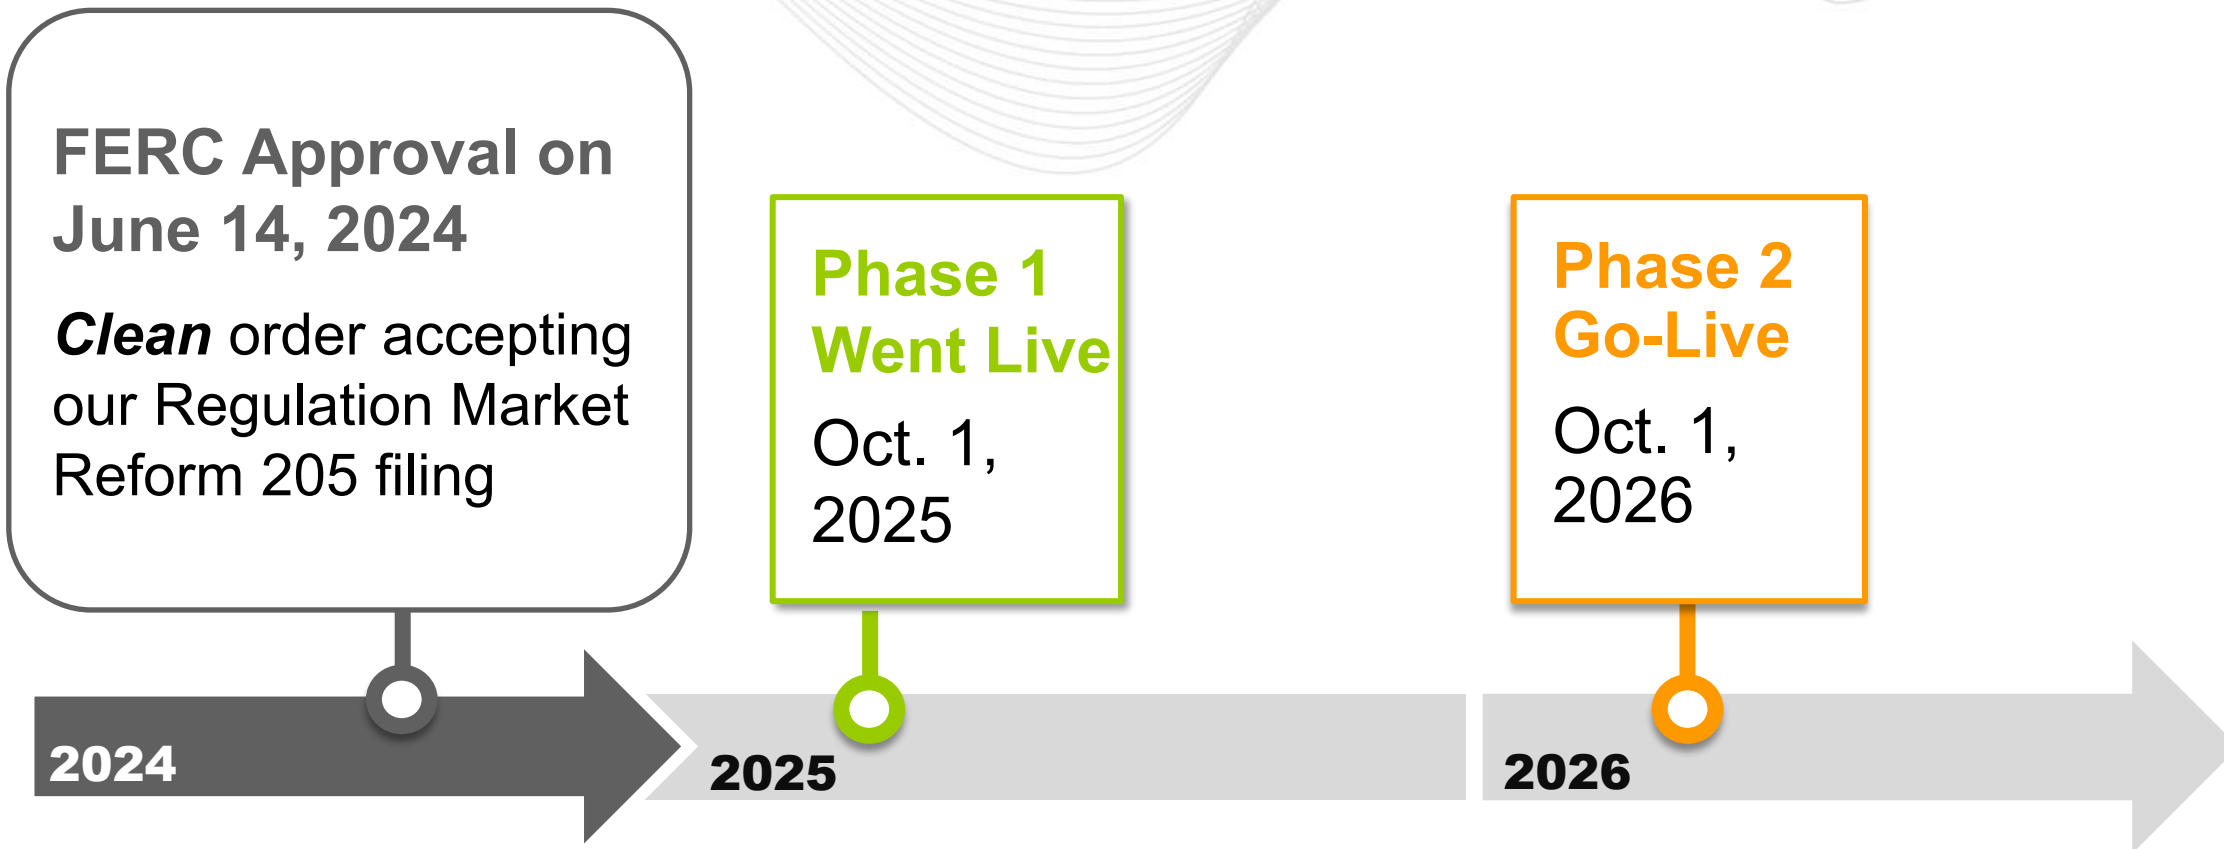 FERC Approval on
June 14, 2024
Clean order accepting
our Regulation Market
Reform 205 filing
Phase 1
Went Live
Oct. 1,
2025
Phase 2
Go-Live
Oct. 1,
2026
2024
2025
2026